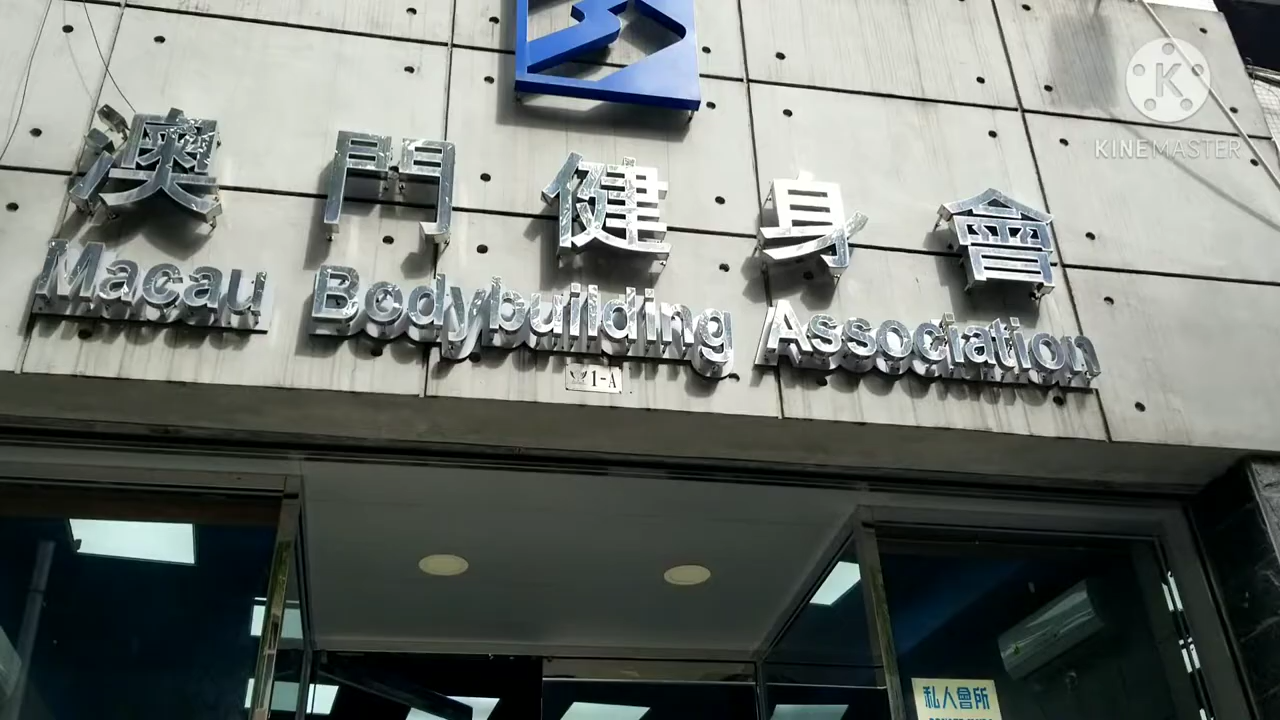 澳門健身會
Macau Bodybuilding Association
1-A
私人會所
KINEMASTER